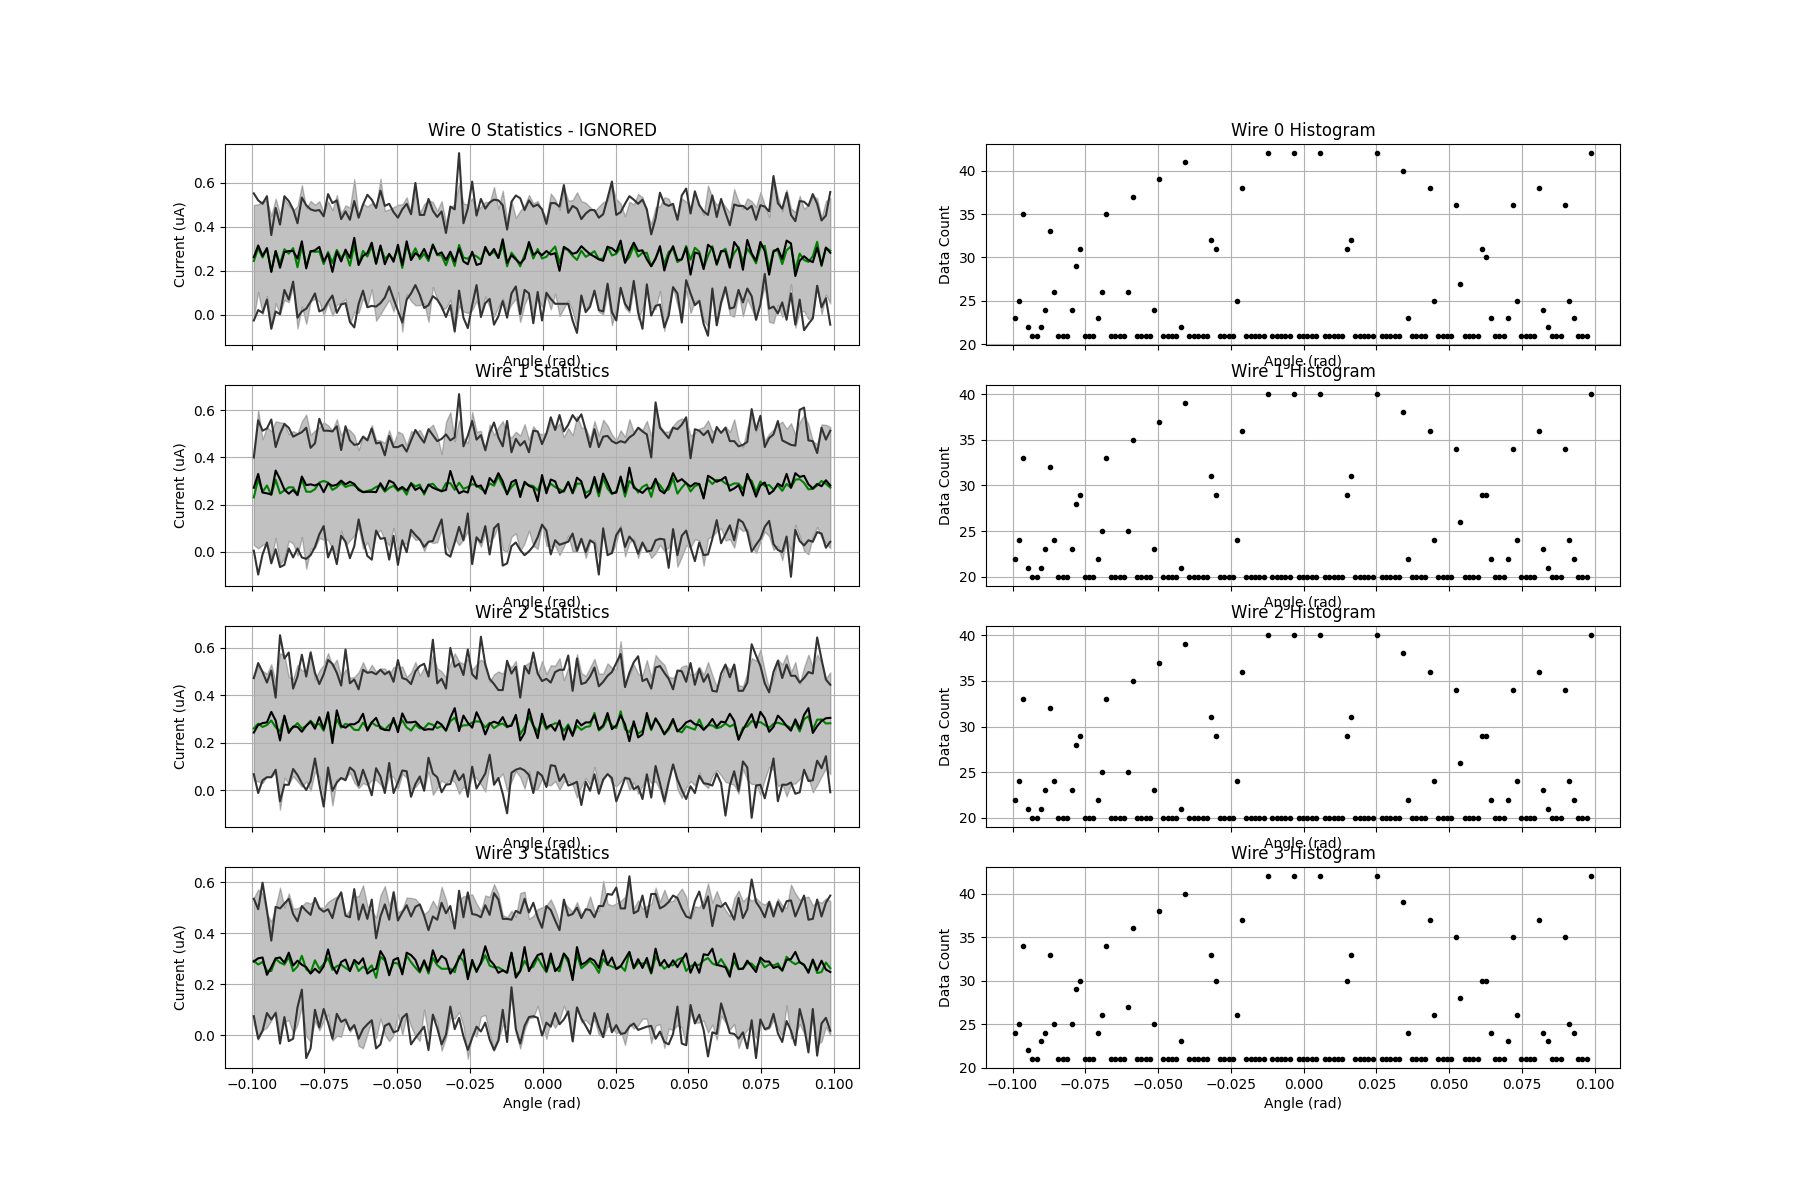 Wire 0 Statistics - IGNORED
Current (uA)
0.6
0.4
0.2
0.0
Angle (rad)
Wire 0 Histogram
Data Count
40
35
30
25
20
Angle (rad)
Wire 1 Statistics
Current (uA)
0.6
0.4
0.2
0.0
Angle (rad)
Wire 1 Histogram
Data Count
40
35
30
25
20
Angle (rad)
Wire 2 Statistics
Current (uA)
0.6
0.4
0.2
0.0
Angle (rad)
Wire 2 Histogram
Data Count
40
35
30
25
20
Angle (rad)
Wire 3 Statistics
Current (uA)
0.6
0.4
0.2
0.0
−0.100 −0.075 −0.050 −0.025 0.000 0.025 0.050 0.075 0.100
Angle (rad)
Wire 3 Histogram
Data Count
40
35
30
25
20
−0.100 −0.075 −0.050 −0.025 0.000 0.025 0.050 0.075 0.100
Angle (rad)